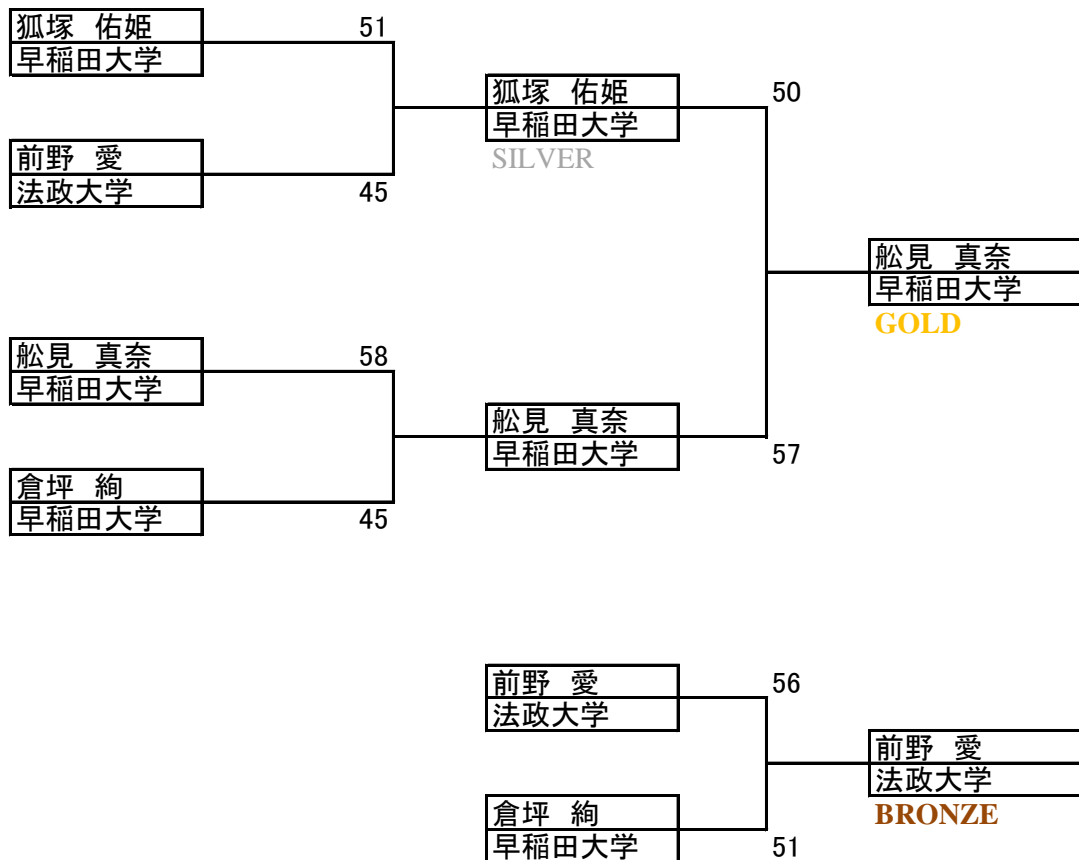 狐塚 佑姫 51
早稲田大学
狐塚 佑姫 50
早稲田大学
SILVER
前野 愛
法政大学 45
舩見 真奈
早稲田大学
GOLD
舩見 真奈 58
早稲田大学
舩見 真奈
早稲田大学 57
倉坪 絢
早稲田大学 45
前野 愛 56
法政大学
前野 愛
法政大学
BRONZE
倉坪 絢
早稲田大学 51